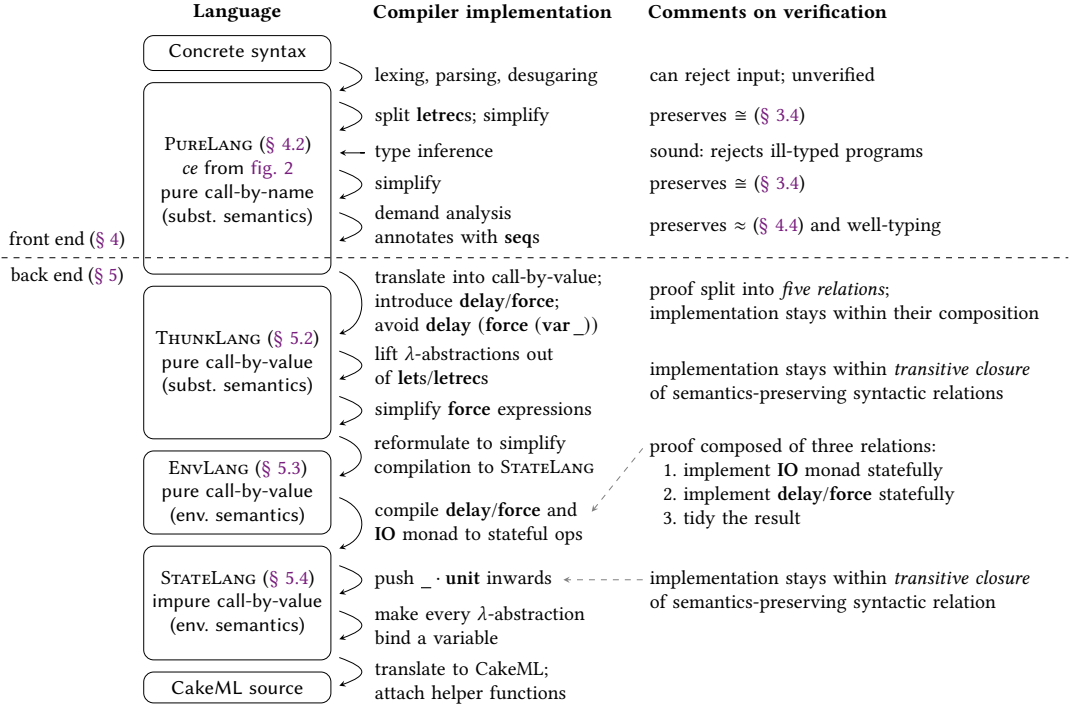 Language Compiler implementation Comments on verification
Concrete syntax
lexing, parsing, desugaring can reject input; unverified
split letrecs; simplify preserves ≅ (§ 3.4)
PURELANG (§ 4.2)
ce from fig. 2
pure call-by-name
(subst. semantics)
type inference sound: rejects ill-typed programs
simplify preserves ≅ (§ 3.4)
demand analysis
annotates with seqs
preserves ≈ (§ 4.4) and well-typing
front end (§ 4)
back end (§ 5)
translate into call-by-value;
introduce delay/force;
avoid delay (force (var _))
proof split into five relations;
implementation stays within their composition
THUNKLANG (§ 5.2)
pure call-by-value
(subst. semantics)
lift λ-abstractions out
of lets/letrecs
implementation stays within transitive closure
of semantics-preserving syntactic relations
simplify force expressions
reformulate to simplify
compilation to STATELANG
ENVLANG (§ 5.3)
pure call-by-value
(env. semantics)
proof composed of three relations:
1. implement IO monad statefully
2. implement delay/force statefully
3. tidy the result
compile delay/force and
IO monad to stateful ops
STATELANG (§ 5.4)
impure call-by-value
(env. semantics)
push _ · unit inwards
implementation stays within transitive closure
of semantics-preserving syntactic relation
make every λ-abstraction
bind a variable
translate to CakeML;
attach helper functions
CakeML source